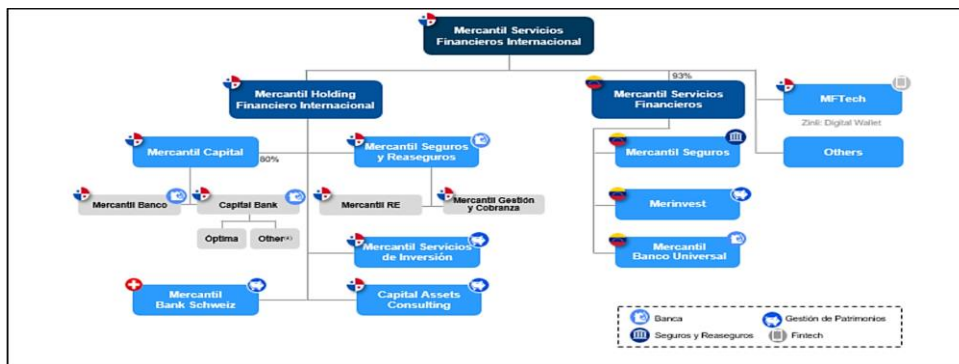 Mercantil Servicios
Financieros Internacional
93%
Mercantil Holding
Financiero Internacional
Mercantil Servicios
Financieros
MFTech
Zinli: Digital Wallet
Mercantil Capital
80%
Mercantil Seguros
y Reaseguros
Mercantil Seguros
Others
Mercantil Banco
Capital Bank
Mercantil RE
Mercantil Gestión
y Cobranza
Merinvest
Óptima
Other
Mercantil Servicios
de Inversión
Mercantil
Banco Universal
Mercantil
Bank Schweiz
Capital Assets
Consulting
Banca
Gestión de Patrimonios
Seguros y Reaseguros
Fintech